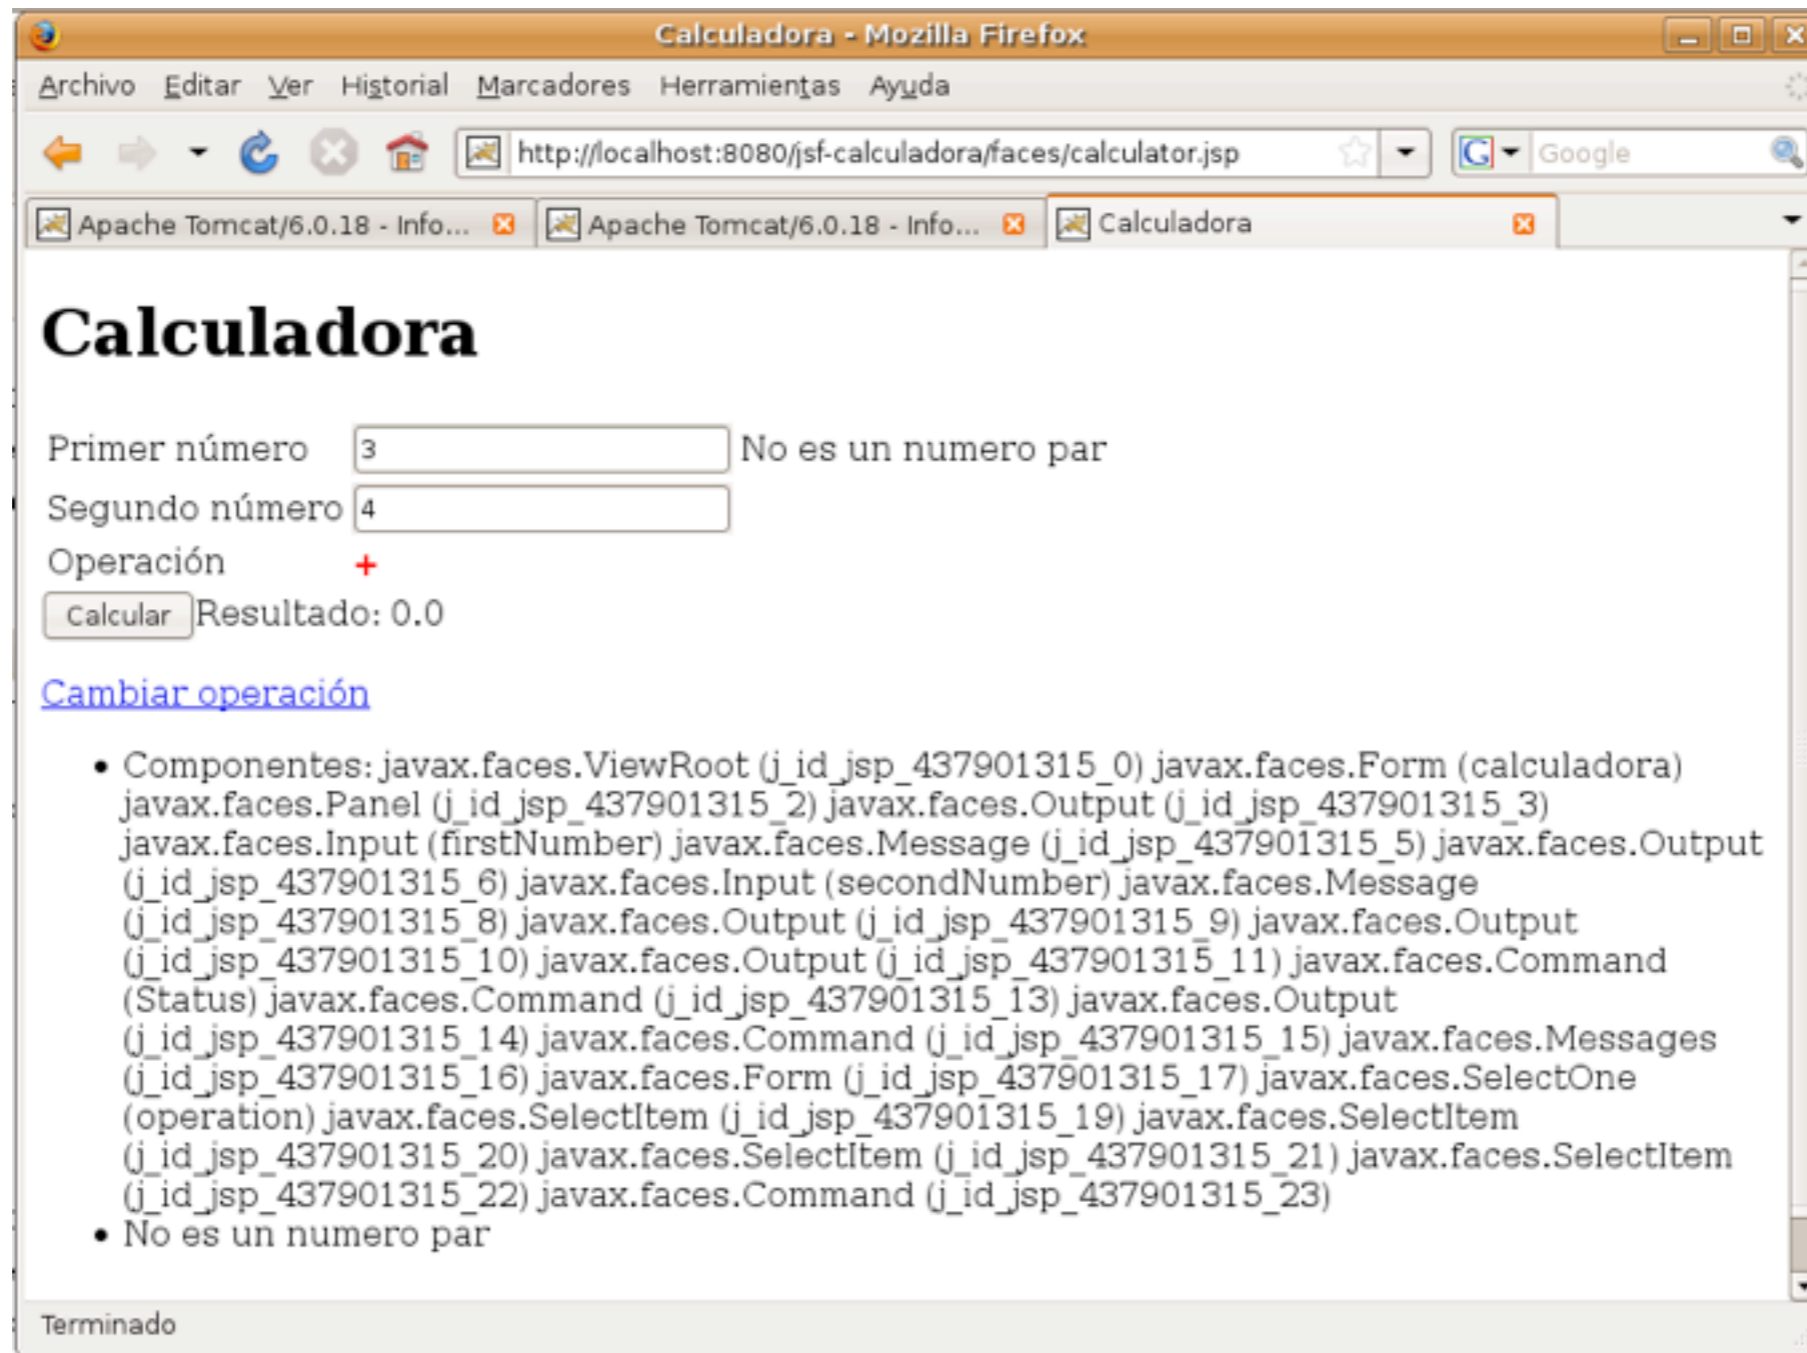 Calculadora - Mozilla Firefox
Archivo Editar Ver Historial Marcadores Herramientas Ayuda
http://localhost:8080/jsf-calculadora/faces/calculator.jsp Google
Apache Tomcat/6.0.18 - Info... Apache Tomcat/6.0.18 - Info... Calculadora
Calculadora
Primer número 3 No es un numero par
Segundo número 4
Operación +
Calcular Resultado: 0.0
Cambiar operación
• Componentes: javax.faces.ViewRoot (j_id_jsp_437901315_0) javax.faces.Form (calculadora)
javax.faces.Panel (j_id_jsp_437901315_2) javax.faces.Output (j_id_jsp_437901315_3)
javax.faces.Input (firstNumber) javax.faces.Message (j_id_jsp_437901315_5) javax.faces.Output
(j_id_jsp_437901315_6) javax.faces.Input (secondNumber) javax.faces.Message
(j_id_jsp_437901315_8) javax.faces.Output (j_id_jsp_437901315_9) javax.faces.Output
(j_id_jsp_437901315_10) javax.faces.Output (j_id_jsp_437901315_11) javax.faces.Command
(Status) javax.faces.Command (j_id_jsp_437901315_13) javax.faces.Output
(j_id_jsp_437901315_14) javax.faces.Command (j_id_jsp_437901315_15) javax.faces.Messages
(j_id_jsp_437901315_16) javax.faces.Form (j_id_jsp_437901315_17) javax.faces.SelectOne
(operation) javax.faces.SelectItem (j_id_jsp_437901315_19) javax.faces.SelectItem
(j_id_jsp_437901315_20) javax.faces.SelectItem (j_id_jsp_437901315_21) javax.faces.SelectItem
(j_id_jsp_437901315_22) javax.faces.Command (j_id_jsp_437901315_23)
• No es un numero par
Terminado